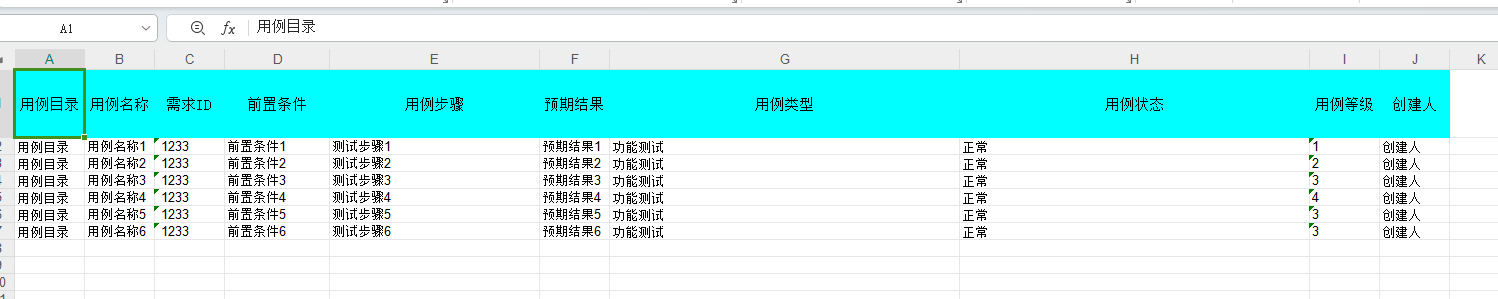 A1 fx 用例目录
A B C D E F G H I J K
用例目录 用例名称 需求ID 前置条件 用例步骤 预期结果 用例类型 用例状态 用例等级 创建人
2 用例目录 用例名称1 1233 前置条件1 测试步骤1 预期结果1 功能测试 正常 1 创建人
3 用例目录 用例名称2 1233 前置条件2 测试步骤2 预期结果2 功能测试 正常 2 创建人
4 用例目录 用例名称3 1233 前置条件3 测试步骤3 预期结果3 功能测试 正常 3 创建人
5 用例目录 用例名称4 1233 前置条件4 测试步骤4 预期结果4 功能测试 正常 4 创建人
6 用例目录 用例名称5 1233 前置条件5 测试步骤5 预期结果5 功能测试 正常 3 创建人
7 用例目录 用例名称6 1233 前置条件6 测试步骤6 预期结果6 功能测试 正常 3 创建人
8
9